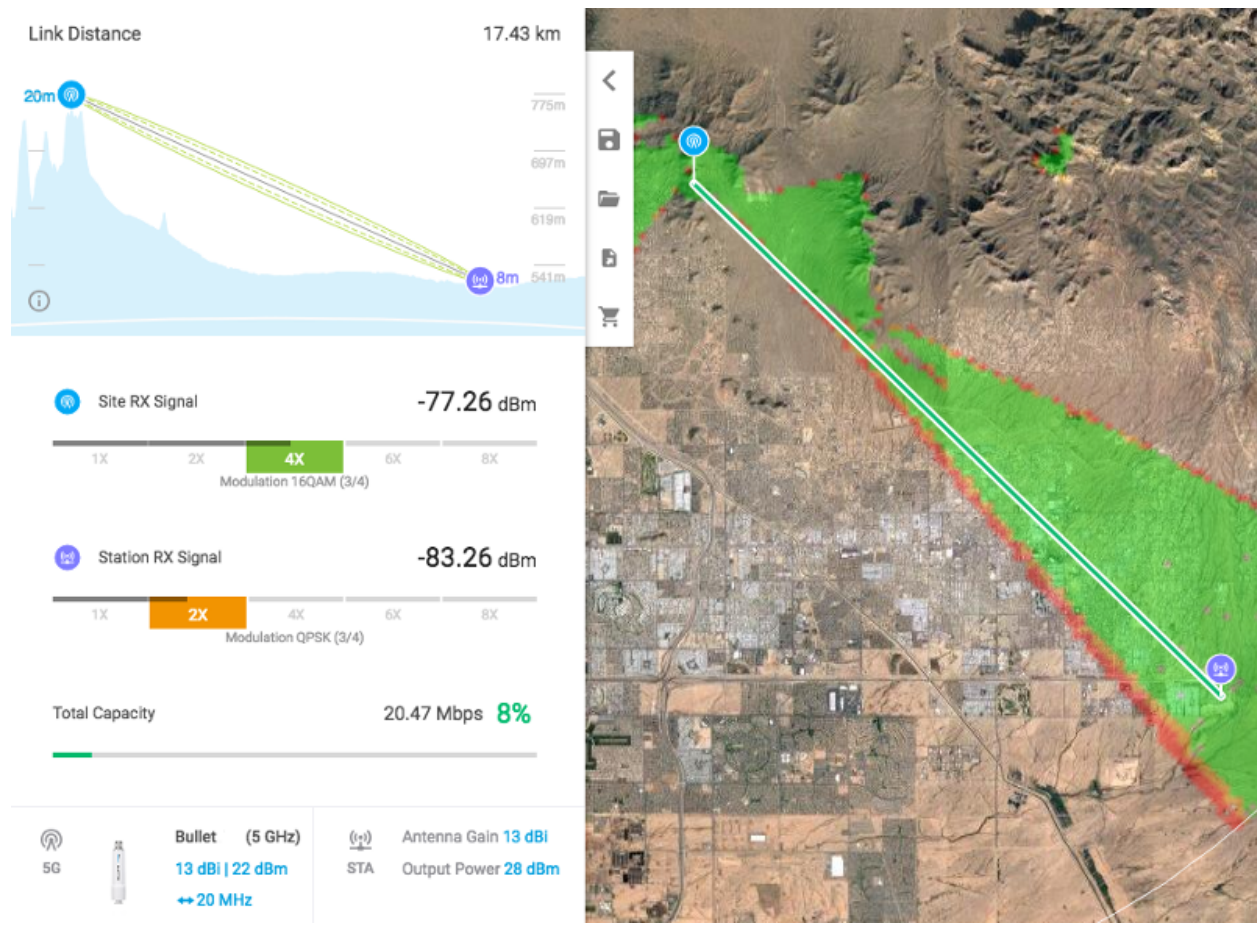 Link Distance 17.43 km
20m
775m
697m
619m
8m 541m
Site RX Signal -77.26 dBm
1X 2X 4X 6X 8X
Modulation 16QAM (3/4)
Station RX Signal -83.26 dBm
1X 2X 4X 6X 8X
Modulation QPSK (3/4)
Total Capacity 20.47 Mbps 8%
Bullet (5 GHz) Antenna Gain 13 dBi
5G 13 dBi | 22 dBm STA Output Power 28 dBm
20 MHz